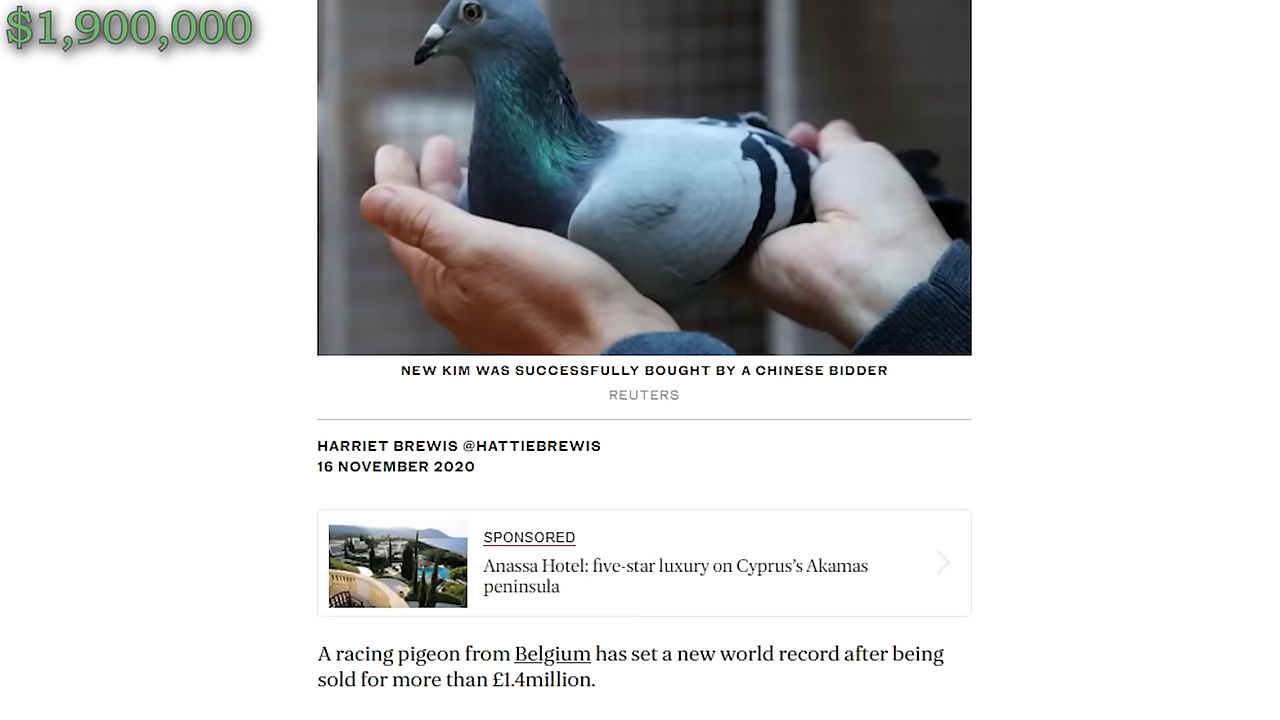 $1,900,000
NEW KIM WAS SUCCESSFULLY BOUGHT BY A CHINESE BIDDER
REUTERS
HARRIET BREWIS @HATTIEBREWIS
16 NOVEMBER 2020
SPONSORED
Anassa Hotel: five-star luxury on Cyprus’s Akamas
peninsula
A racing pigeon from Belgium has set a new world record after being
sold for more than £1.4million.